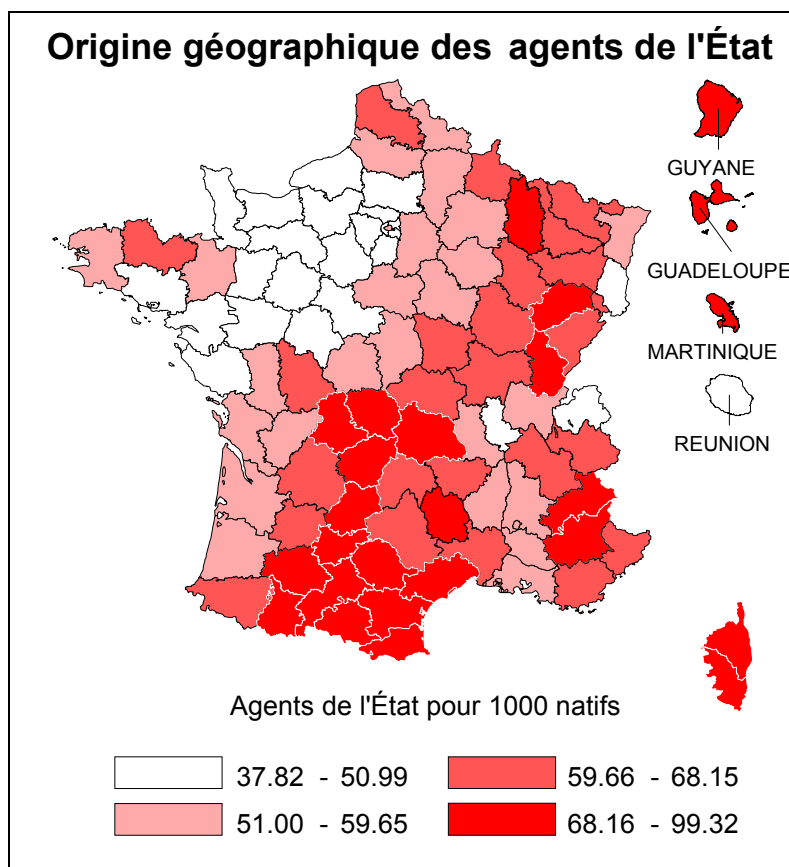 Origine géographique des agents de l'État
GUYANE
GUADELOUPE
MARTINIQUE
REUNION
Agents de l'État pour 1000 natifs
37.82 - 50.99
59.66 - 68.15
51.00 - 59.65
68.16 - 99.32